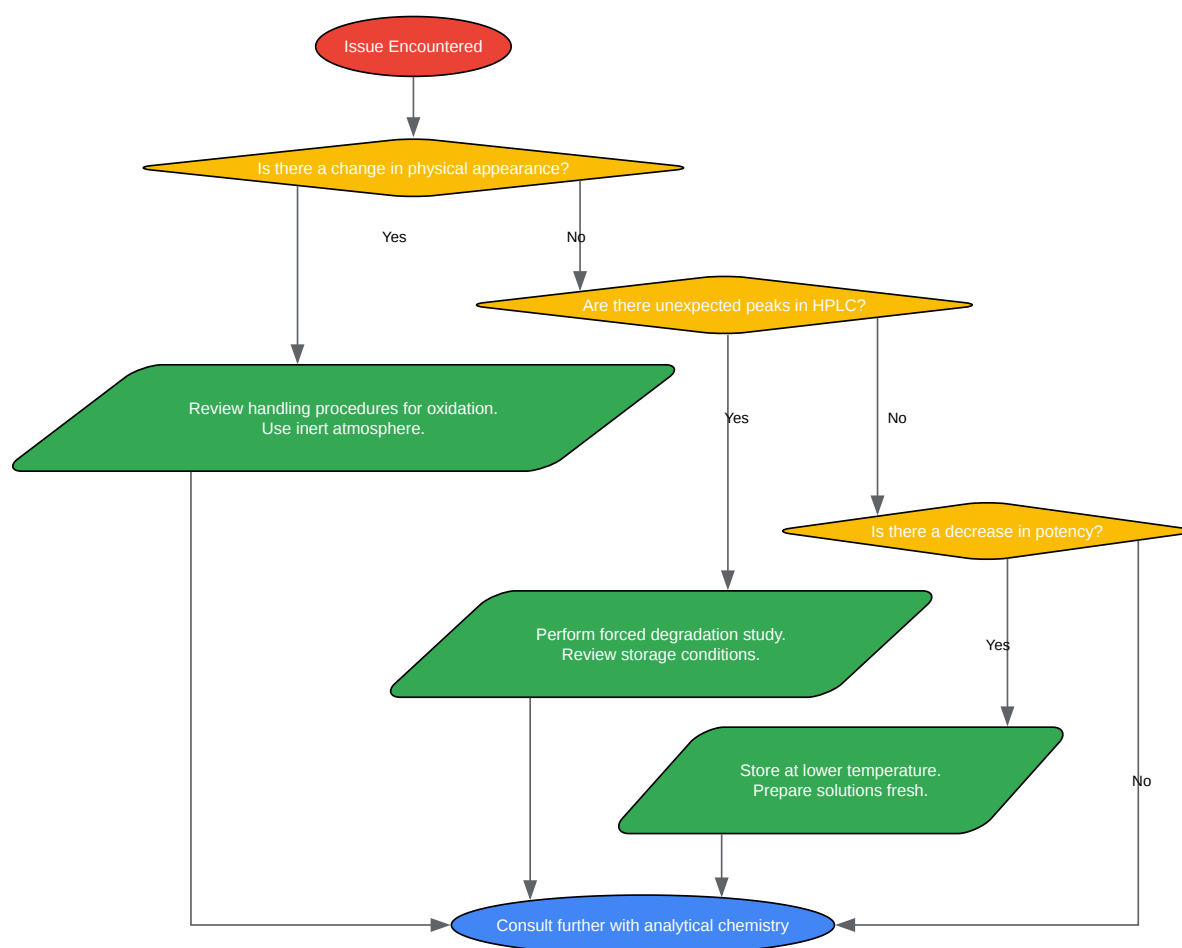 Issue Encountered
Is there a change in physical appearance?
Yes
No
Are there unexpected peaks in HPLC?
Review handling procedures for oxidation.
Use inert atmosphere.
Yes
No
Is there a decrease in potency?
Perform forced degradation study.
Review storage conditions.
Yes
Store at lower temperature.
Prepare solutions fresh.
No
Consult further with analytical chemistry